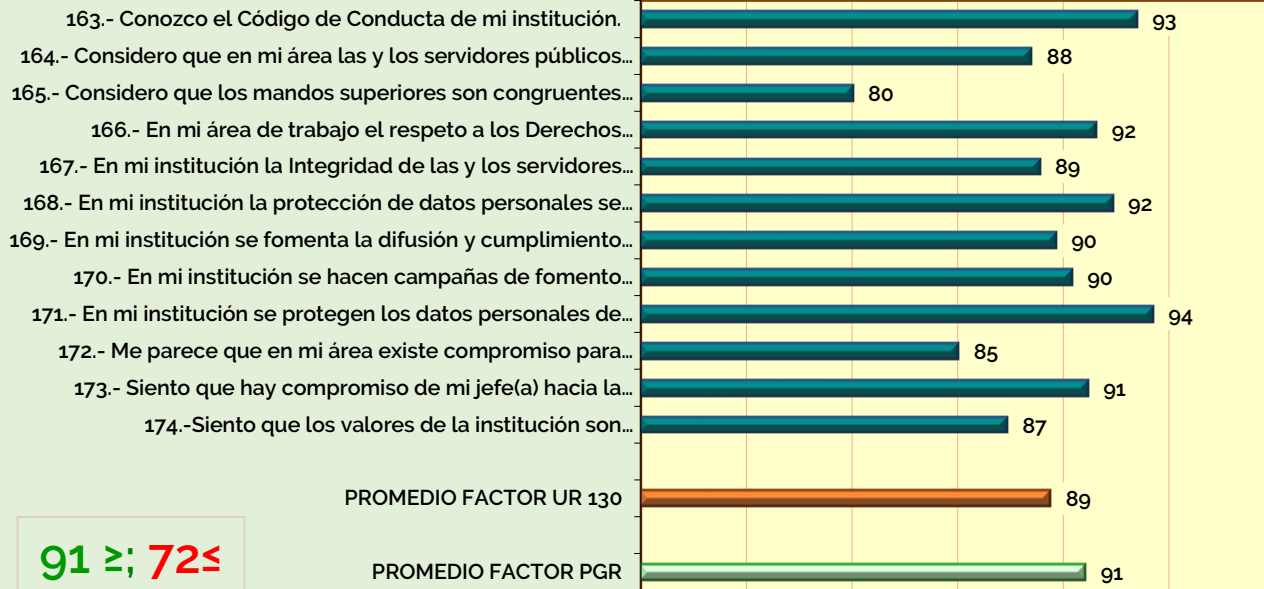 163.- Conozco el Código de Conducta de mi institución. 93
164.- Considero que en mi área las y los servidores públicos… 88
165.- Considero que los mandos superiores son congruentes… 80
166.- En mi área de trabajo el respeto a los Derechos… 92
167.- En mi institución la Integridad de las y los servidores… 89
168.- En mi institución la protección de datos personales se… 92
169.- En mi institución se fomenta la difusión y cumplimiento… 90
170.- En mi institución se hacen campañas de fomento… 90
171.- En mi institución se protegen los datos personales de… 94
172.- Me parece que en mi área existe compromiso para… 85
173.- Siento que hay compromiso de mi jefe(a) hacia la… 91
174.-Siento que los valores de la institución son… 87
PROMEDIO FACTOR UR 130 89
91 ≥; 72≤
PROMEDIO FACTOR PGR 91